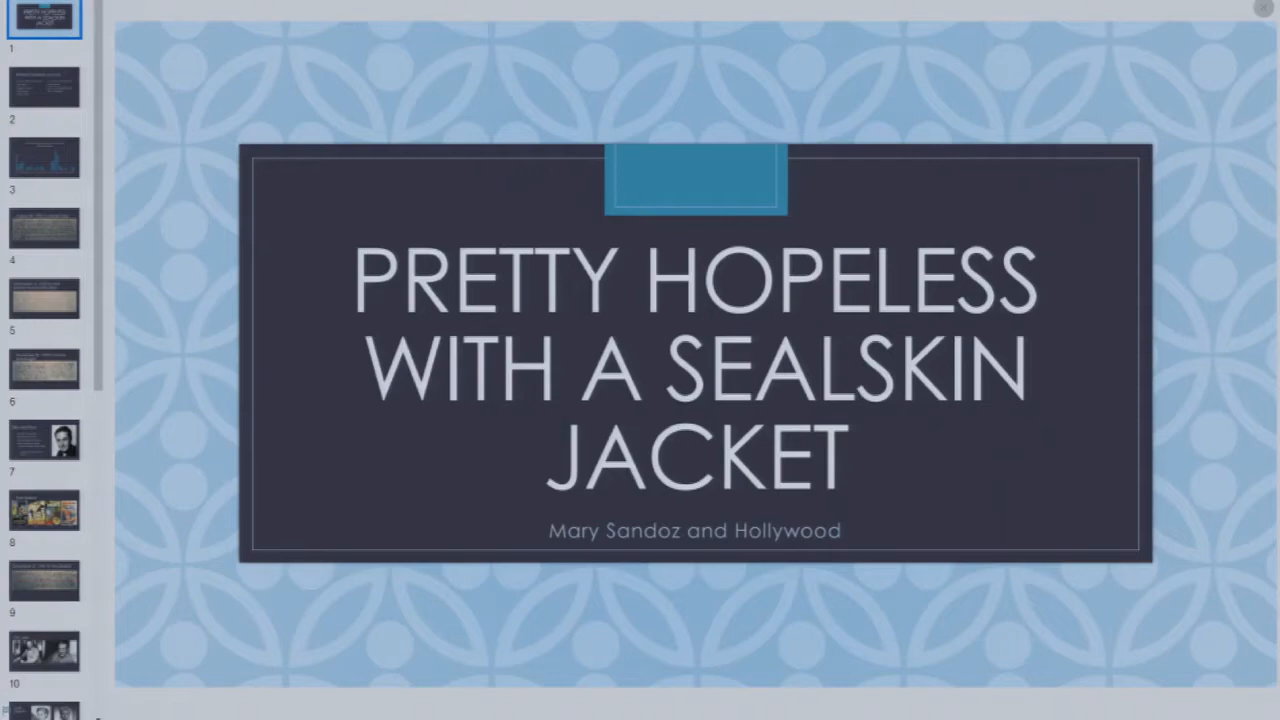 PRETTY HOPELESS
WITH A SEALSKIN
JACKET
Mary Sandoz and Hollywood
1
2
3
4
5
6
7
8
9
10